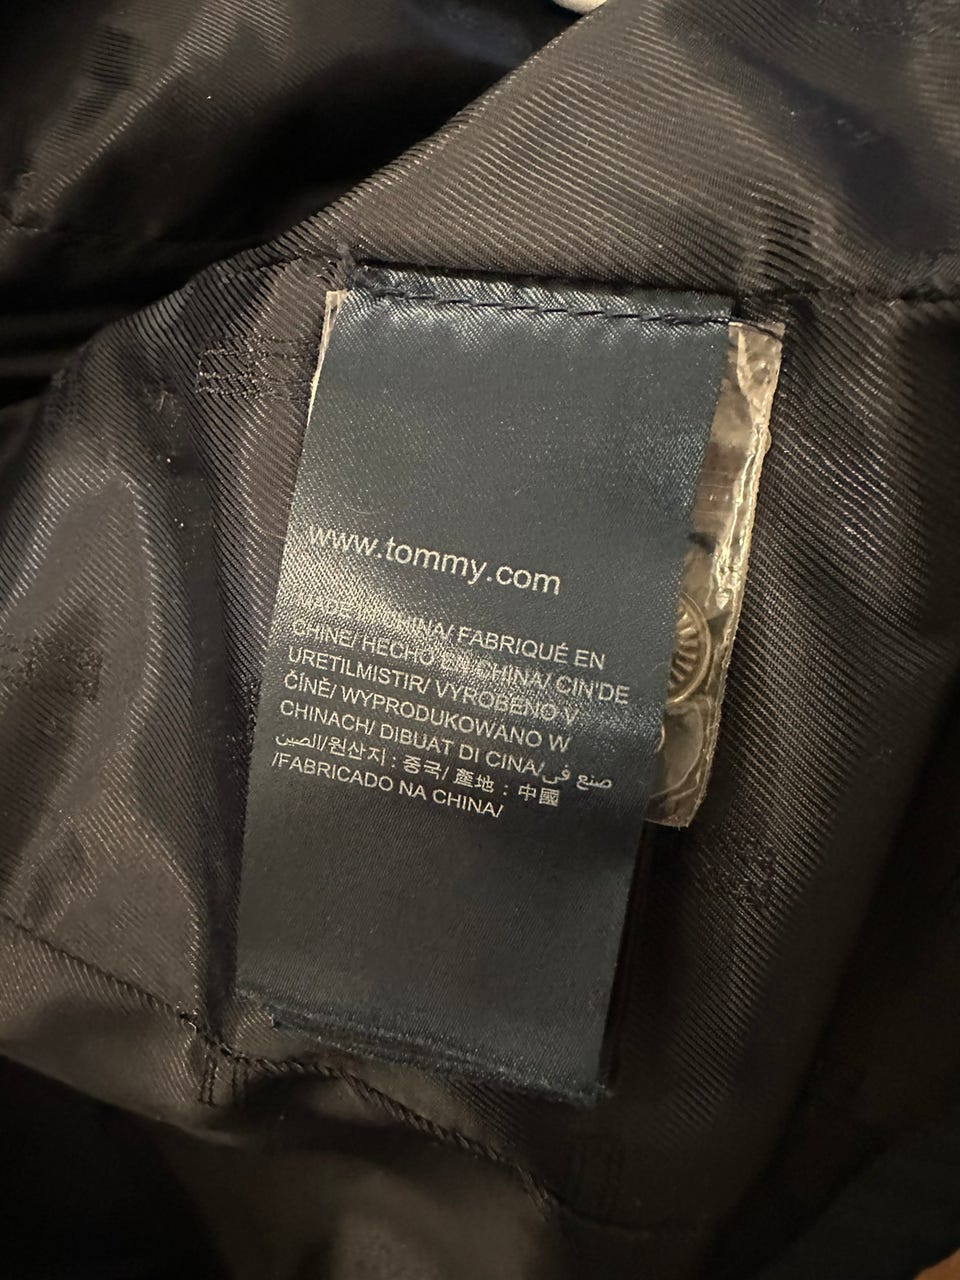 www.tommy.com
MADE IN CHINA/ FABRIQUÉ EN
CHINE/ HECHO EN CHINA/ CIN'DE
URETILMISTIR/ VYROBENO V
ČÍNĚ/ WYPRODUKOWANO W
CHINACH/ DIBUAT DI CINA/صنع في
الصين/원산지 : 중국/ 產地 : 中國
/FABRICADO NA CHINA/